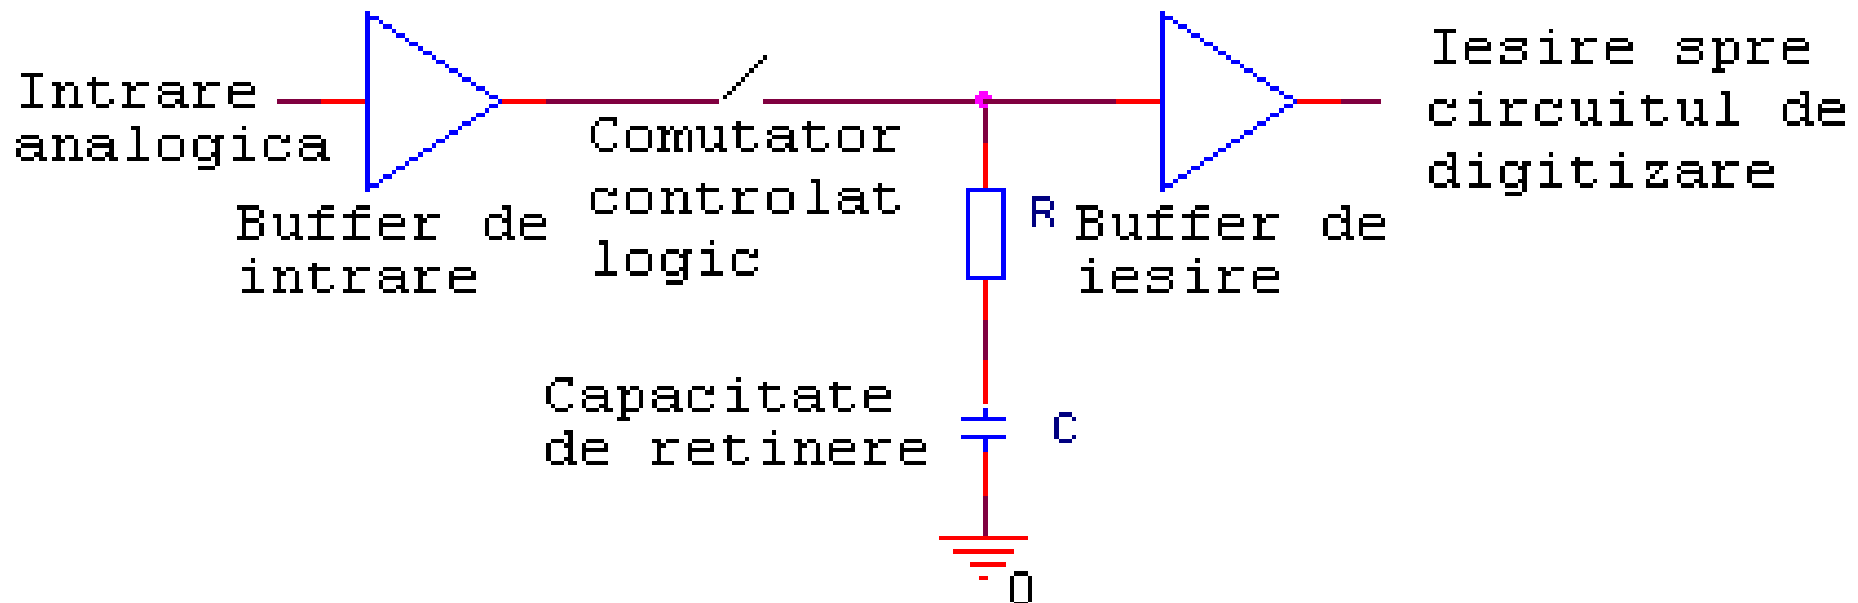 Intrare
analogica
Buffer de
intrare
Comutator
controlat
logic
R
Buffer de
iesire
Iesire spre
circuitul de
digitizare
Capacitate
de retinere
C
0